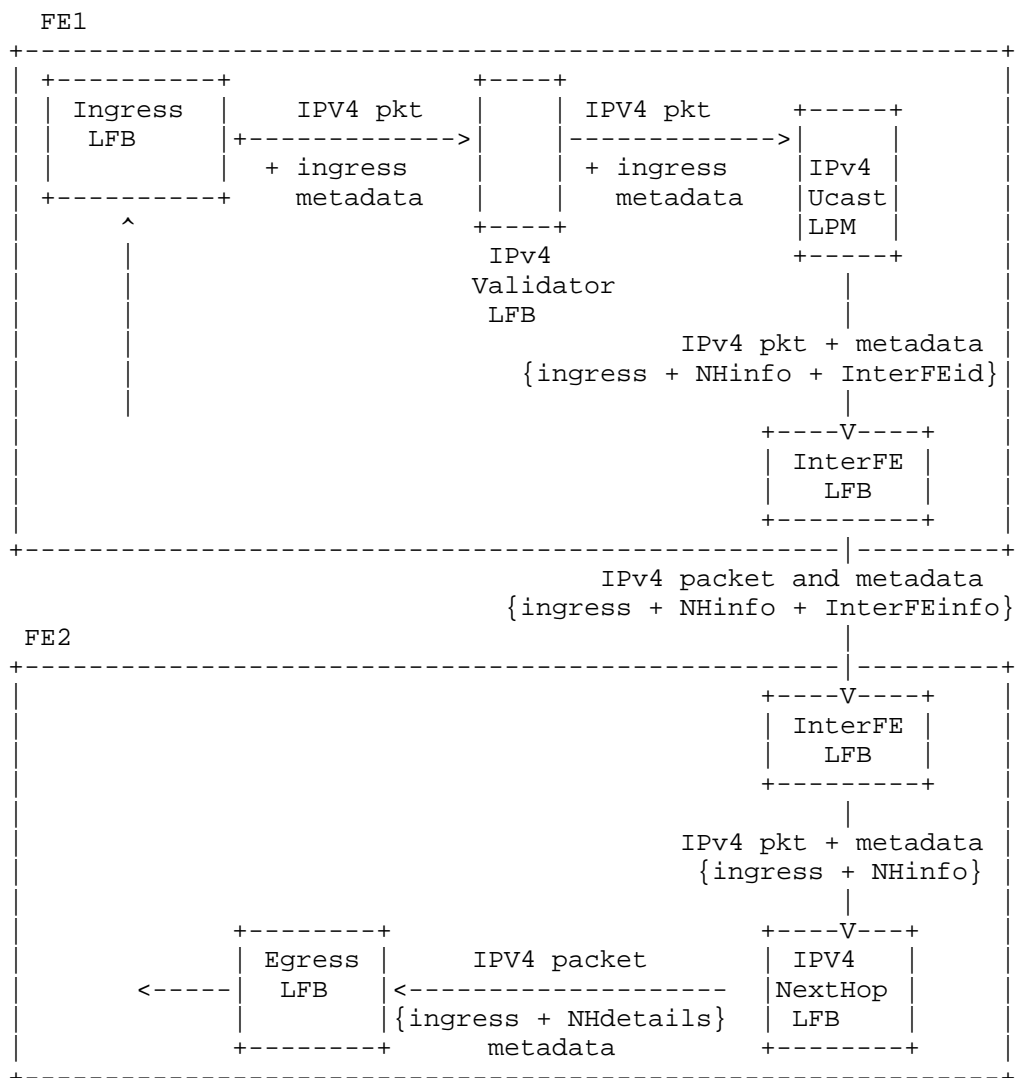 FE1
Ingress IPV4 pkt IPV4 pkt
LFB
+ ingress + ingress IPv4
metadata metadata Ucast
LPM
IPv4
Validator
LFB
IPv4 pkt + metadata
{ingress + NHinfo + InterFEid}
V
InterFE
LFB
IPv4 packet and metadata
{ingress + NHinfo + InterFEinfo}
FE2
V
InterFE
LFB
IPv4 pkt + metadata
{ingress + NHinfo}
V
Egress IPV4 packet IPV4
LFB NextHop
{ingress + NHdetails} LFB
metadata